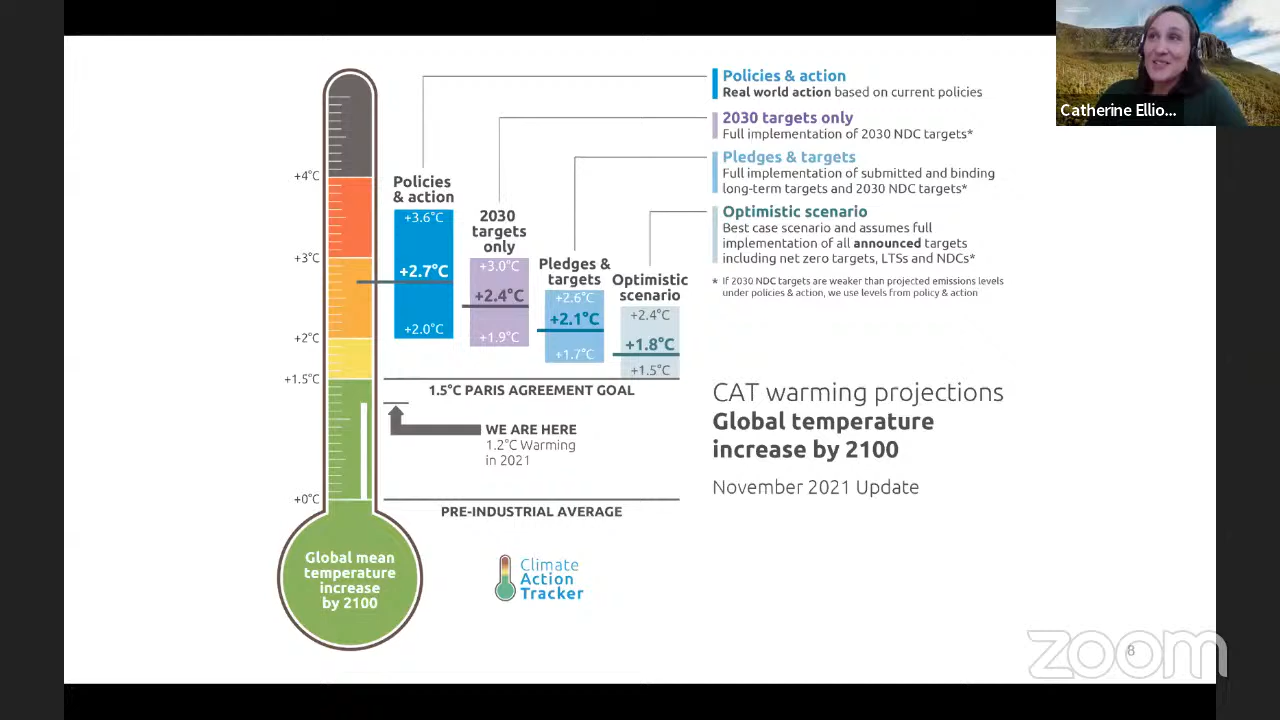 Policies & action
Real world action based on current policies
2030 targets only
Full implementation of 2030 NDC targets*
Pledges & targets
Full implementation of submitted and binding
long-term targets and 2030 NDC targets*
Optimistic scenario
Best case scenario and assumes full
implementation of all announced targets
including net zero targets, LTSs and NDCs*
* If 2030 NDC targets are weaker than projected emissions levels
under policies & action, we use levels from policy & action
Catherine Ellio...
+4°C
+3°C
+2°C
+1.5°C
+0°C
Policies
& action
+3.6°C
+2.7°C
+2.0°C
2030
targets
only
+3.0°C
+1.9°C
Pledges &
targets
+2.6°C
+2.1°C
+1.7°C
Optimistic
scenario
+2.4°C
+1.8°C
+1.5°C
1.5°C PARIS AGREEMENT GOAL
WE ARE HERE
1.2°C Warming
in 2021
PRE-INDUSTRIAL AVERAGE
CAT warming projections
Global temperature
increase by 2100
November 2021 Update
Global mean
temperature
increase
by 2100
Climate
Action
Tracker
zoom
8